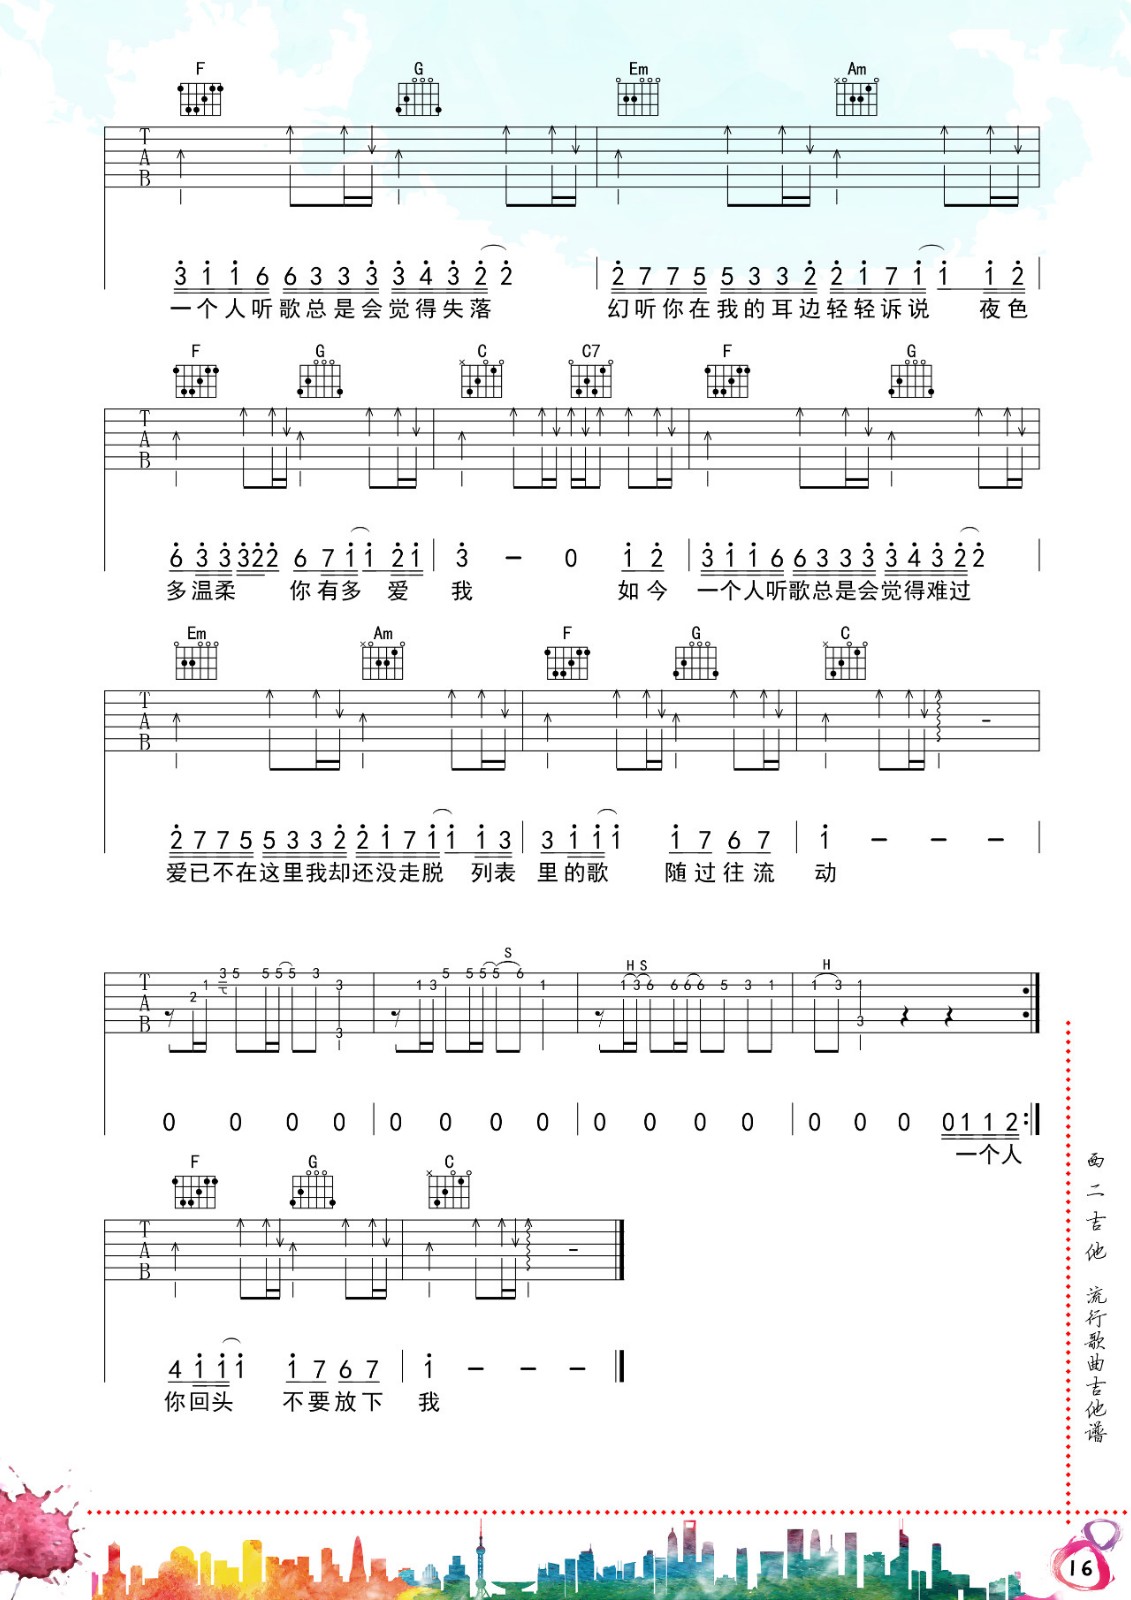 F G Em Am
T
A
B
3 1 1 6 6 3 3 3 3 4 3 2 2 2 7 7 5 5 3 3 2 2 1 7 1 1 1 2
一个人听歌总是会觉得失落 幻听你在我的耳边轻轻诉说 夜色
F G C C7 F G
T
A
B
6 3 3 3 2 2 6 7 1 1 2 1 3 - 0 1 2 3 1 1 6 6 3 3 3 3 4 3 2 2
多温柔 你有多爱 我 如今 一个人听歌总是会觉得难过
Em Am F G C
T
A
B
2 7 7 5 5 3 3 2 2 1 7 1 1 1 3 3 1 1 1 1 7 6 7 1 - - -
爱已不在这里我却还没走脱 列表 里的歌 随过往流 动
S H S H
T
A
B
2 1 3 5 5 5 5 3 3 3 1 3 5 5 5 5 6 1 1 3 6 6 6 6 5 3 1 1 3 1 3
0 0 0 0 0 0 0 0 0 0 0 0 0 0 0 0 1 1 2
一个人
F G C
T
A
B
4 1 1 1 1 7 6 7 1 - - -
你回头 不要放下 我
西二吉他 流行歌曲吉他谱
16